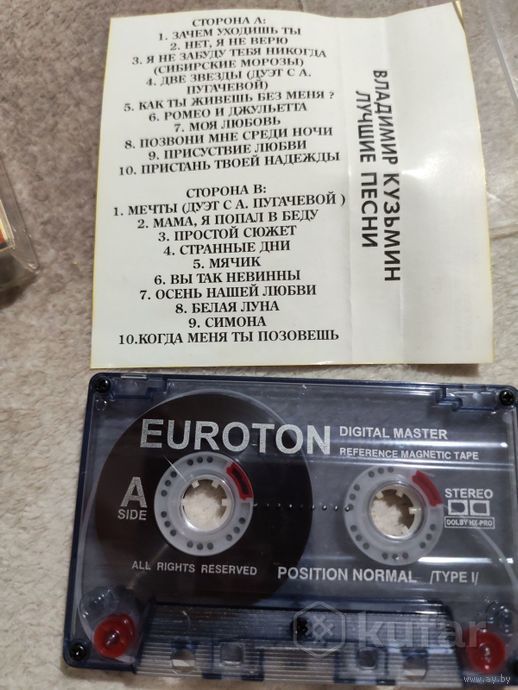 СТОРОНА А:
1. ЗАЧЕМ УХОДИШЬ ТЫ
2. НЕТ, Я НЕ ВЕРЮ
3. Я НЕ ЗАБУДУ ТЕБЯ НИКОГДА
(СИБИРСКИЕ МОРОЗЫ)
4. ДВЕ ЗВЕЗДЫ (ДУЭТ С А.
ПУГАЧЕВОЙ)
5. КАК ТЫ ЖИВЕШЬ БЕЗ МЕНЯ ?
6. РОМЕО И ДЖУЛЬЕТТА
7. МОЯ ЛЮБОВЬ
8. ПОЗВОНИ МНЕ СРЕДИ НОЧИ
9. ПРИСУСТВИЕ ЛЮБВИ
10. ПРИСТАНЬ ТВОЕЙ НАДЕЖДЫ
СТОРОНА В:
1. МЕЧТЫ (ДУЭТ С А. ПУГАЧЕВОЙ )
2. МАМА, Я ПОПАЛ В БЕДУ
3. ПРОСТОЙ СЮЖЕТ
4. СТРАННЫЕ ДНИ
5. МЯЧИК
6. ВЫ ТАК НЕВИННЫ
7. ОСЕНЬ НАШЕЙ ЛЮБВИ
8. БЕЛАЯ ЛУНА
9. СИМОНА
10.КОГДА МЕНЯ ТЫ ПОЗОВЕШЬ
ВЛАДИМИР КУЗЬМИН
ЛУЧШИЕ ПЕСНИ
EUROTON
DIGITAL MASTER
REFERENCE MAGNETIC TAPE
A
SIDE
STEREO
DOLBY HX-PRO
ALL RIGHTS RESERVED
POSITION NORMAL /TYPE I/
kufar
www.ay.by